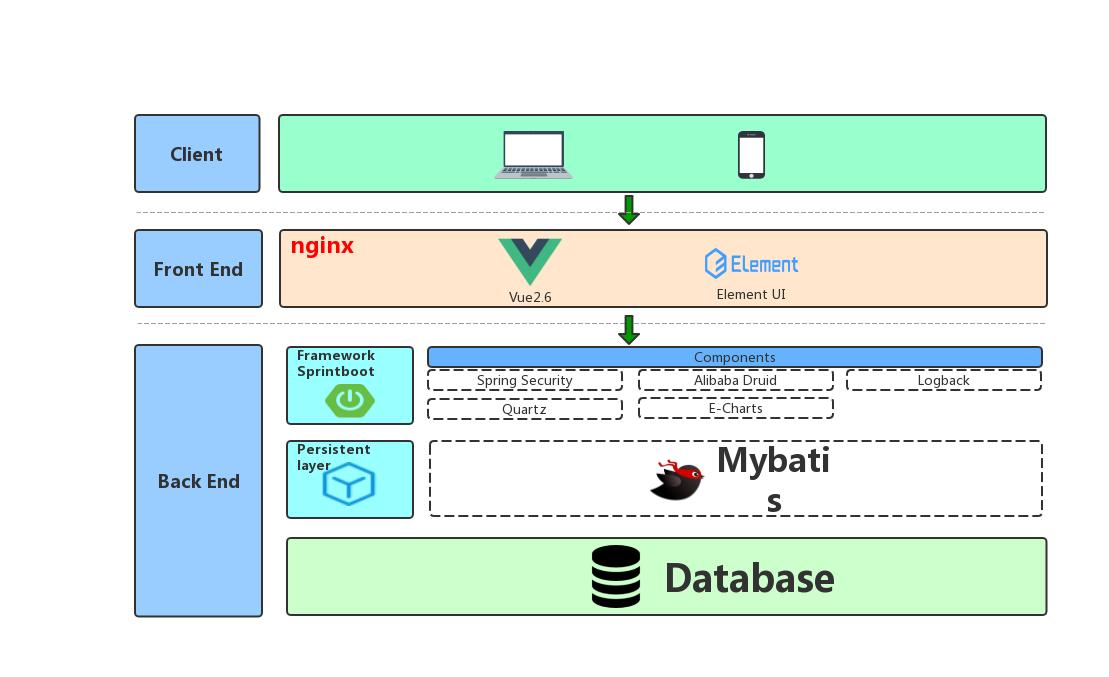 Client
nginx
Front End
Vue2.6
ELement
Element UI
Framework
Sprintboot
Components
Spring Security
Alibaba Druid
Logback
Quartz
E-Charts
Back End
Persistent
layer
Mybati
s
Database